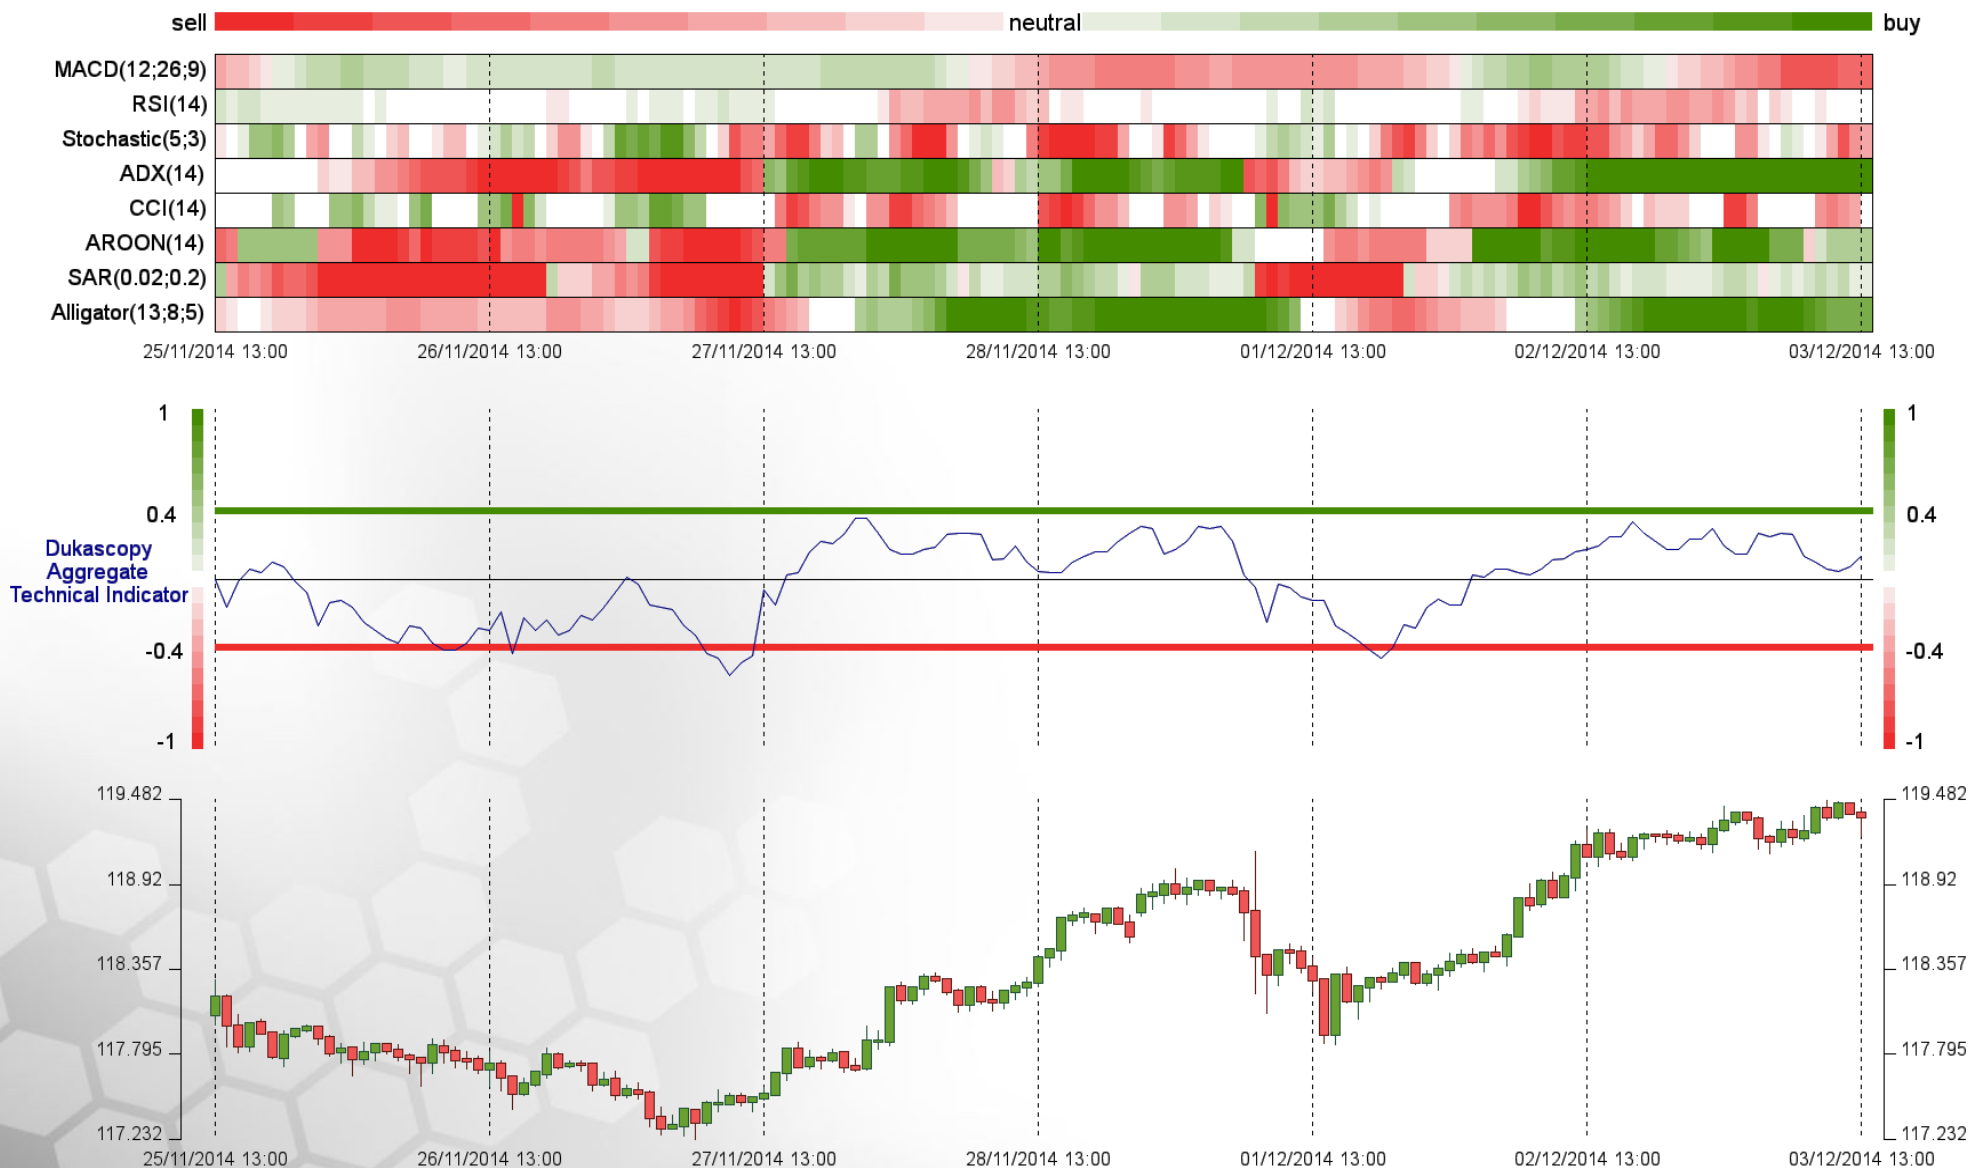 sell neutral buy
MACD(12;26;9)
RSI(14)
Stochastic(5;3)
ADX(14)
CCI(14)
AROON(14)
SAR(0.02;0.2)
Alligator(13;8;5)
25/11/2014 13:00 26/11/2014 13:00 27/11/2014 13:00 28/11/2014 13:00 01/12/2014 13:00 02/12/2014 13:00 03/12/2014 13:00
1 1
0.4 0.4
Dukascopy
Aggregate
Technical Indicator
-0.4 -0.4
-1 -1
119.482 119.482
118.92 118.92
118.357 118.357
117.795 117.795
117.232 117.232
25/11/2014 13:00 26/11/2014 13:00 27/11/2014 13:00 28/11/2014 13:00 01/12/2014 13:00 02/12/2014 13:00 03/12/2014 13:00